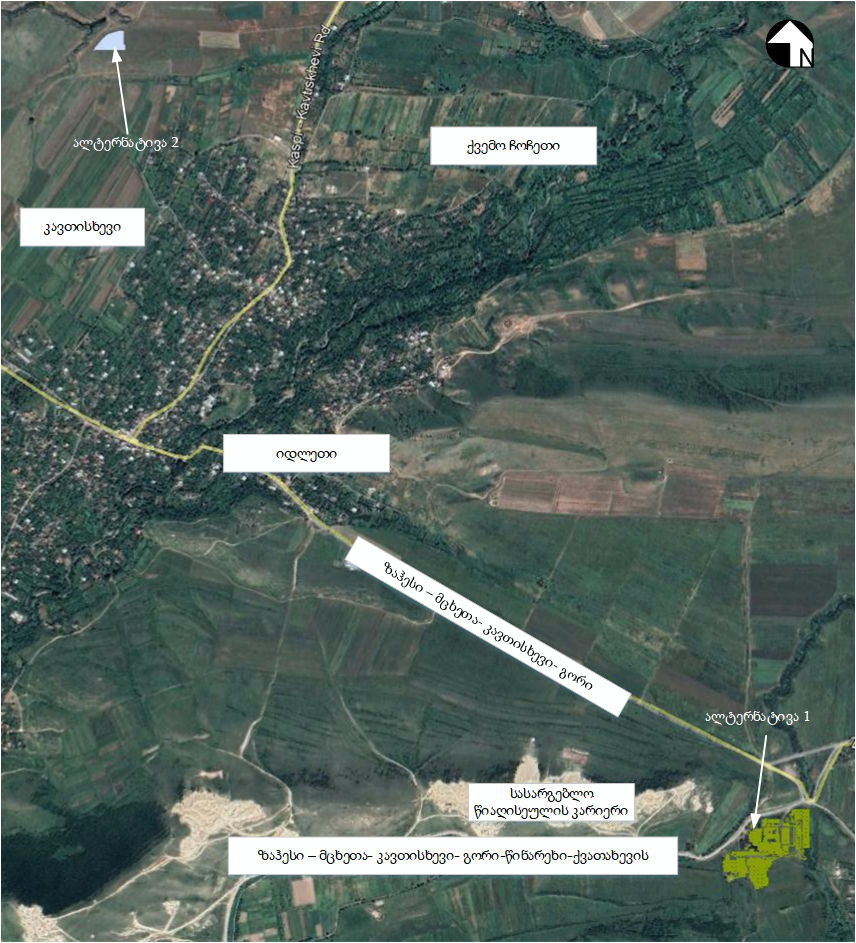 N
Kaspi - Kavtiskhevi Rd
ალტერნატივა 2
ქვემო ჩოჩეთი
კავთისხევი
იდლეთი
ზაჰესი – მცხეთა- კავთისხევი- გორი
ალტერნატივა 1
სასარგებლო
წიაღისეულის კარიერი
ზაჰესი – მცხეთა- კავთისხევი- გორი-წინარეხი-ქვათახევის